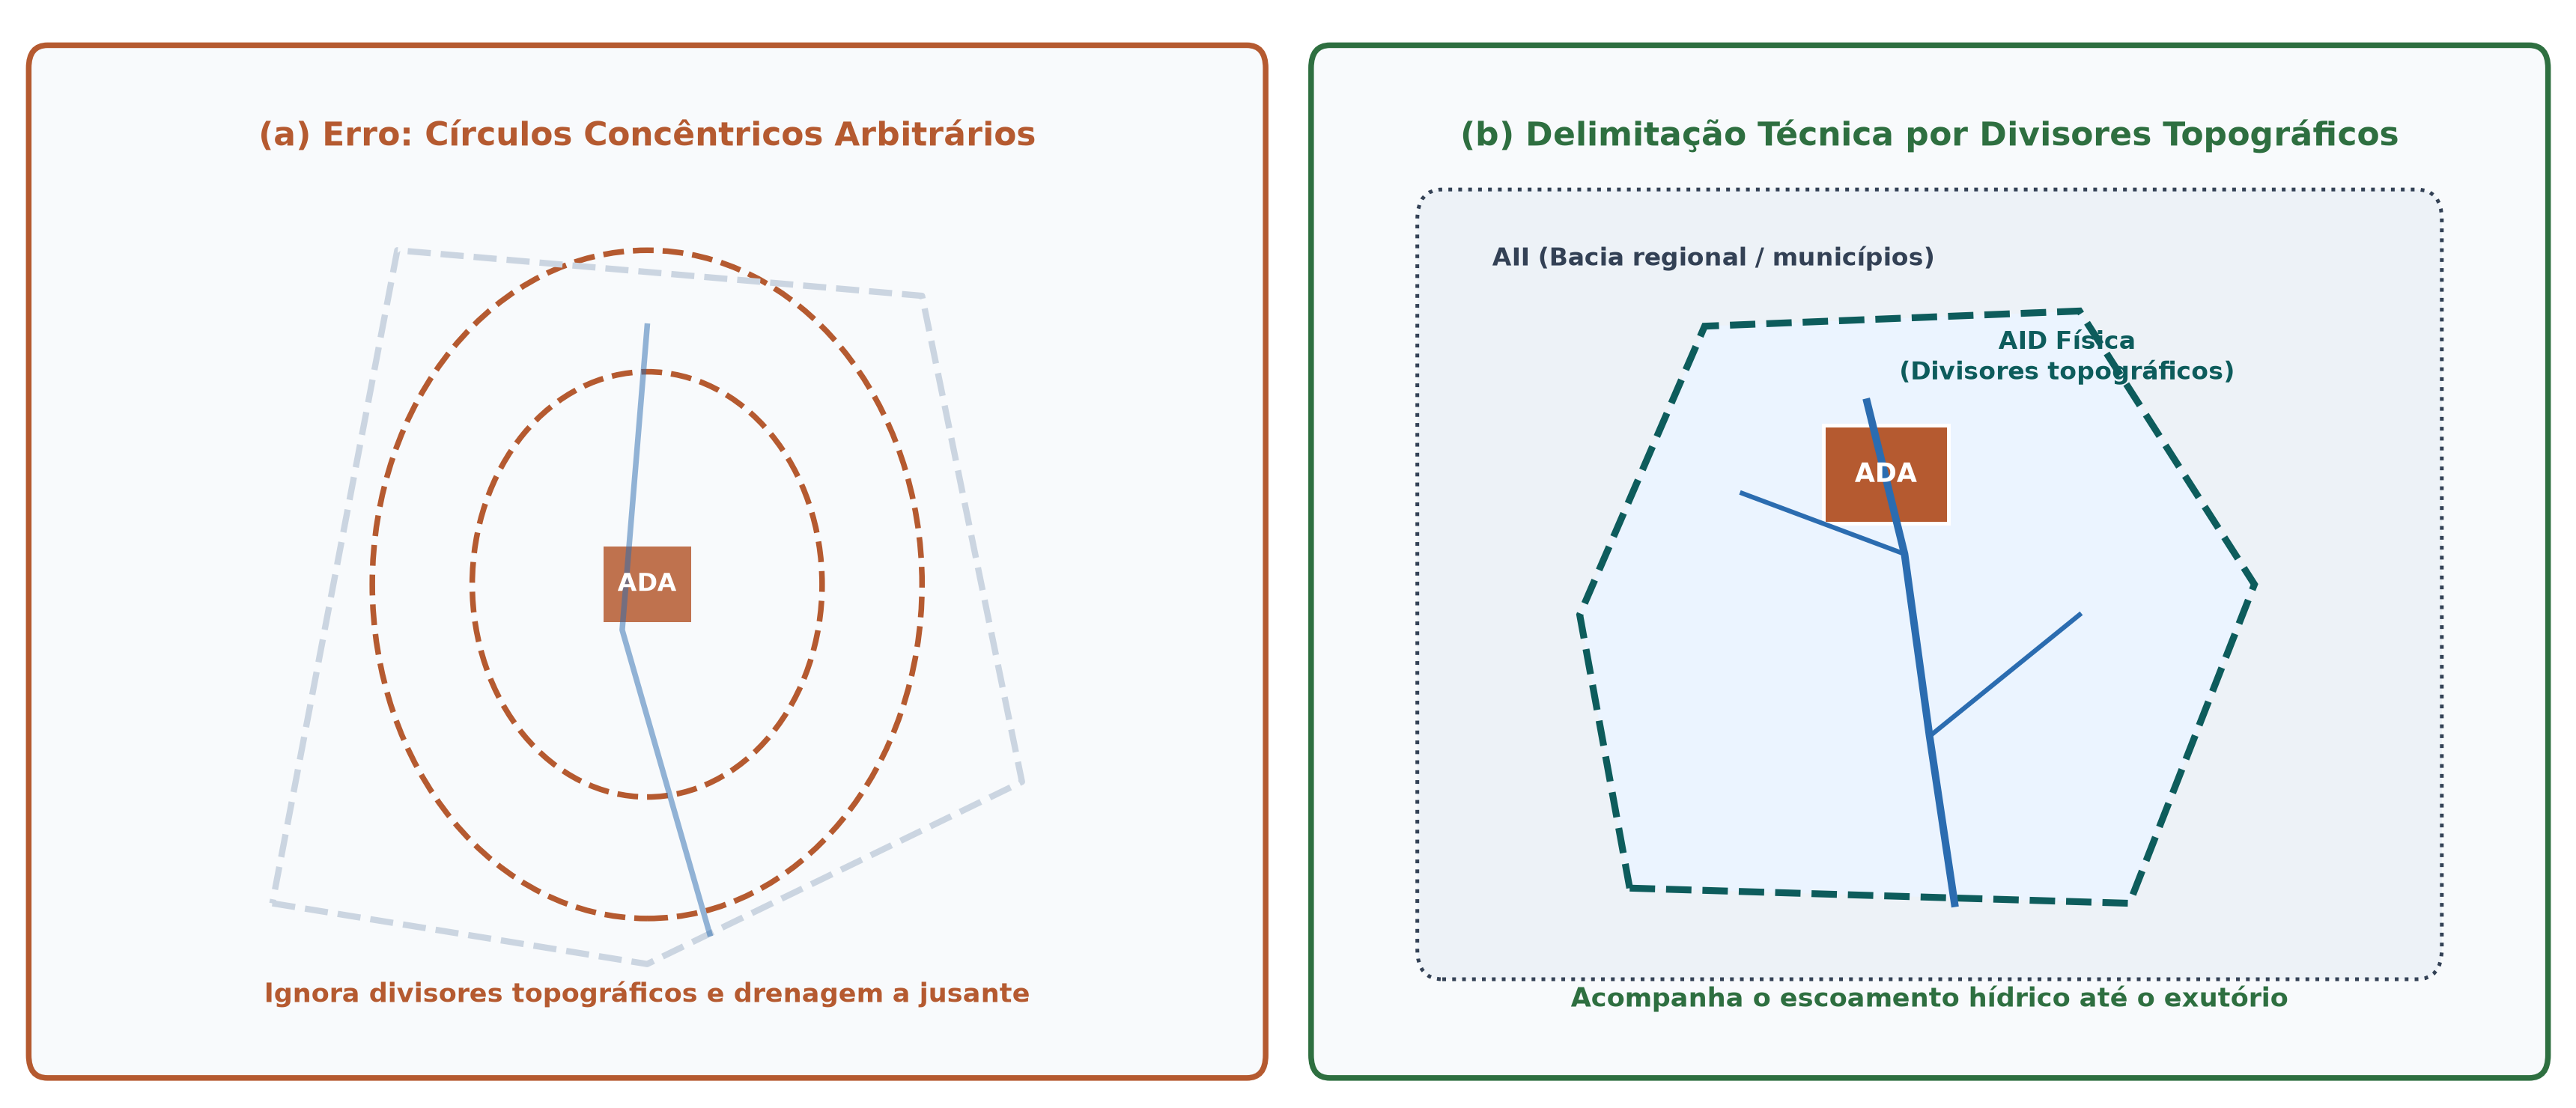 (a) Erro: Círculos Concêntricos Arbitrários
ADA
Ignora divisores topográficos e drenagem a jusante
(b) Delimitação Técnica por Divisores Topográficos
AII (Bacia regional / municípios)
AID Física
(Divisores topográficos)
ADA
Acompanha o escoamento hídrico até o exutório